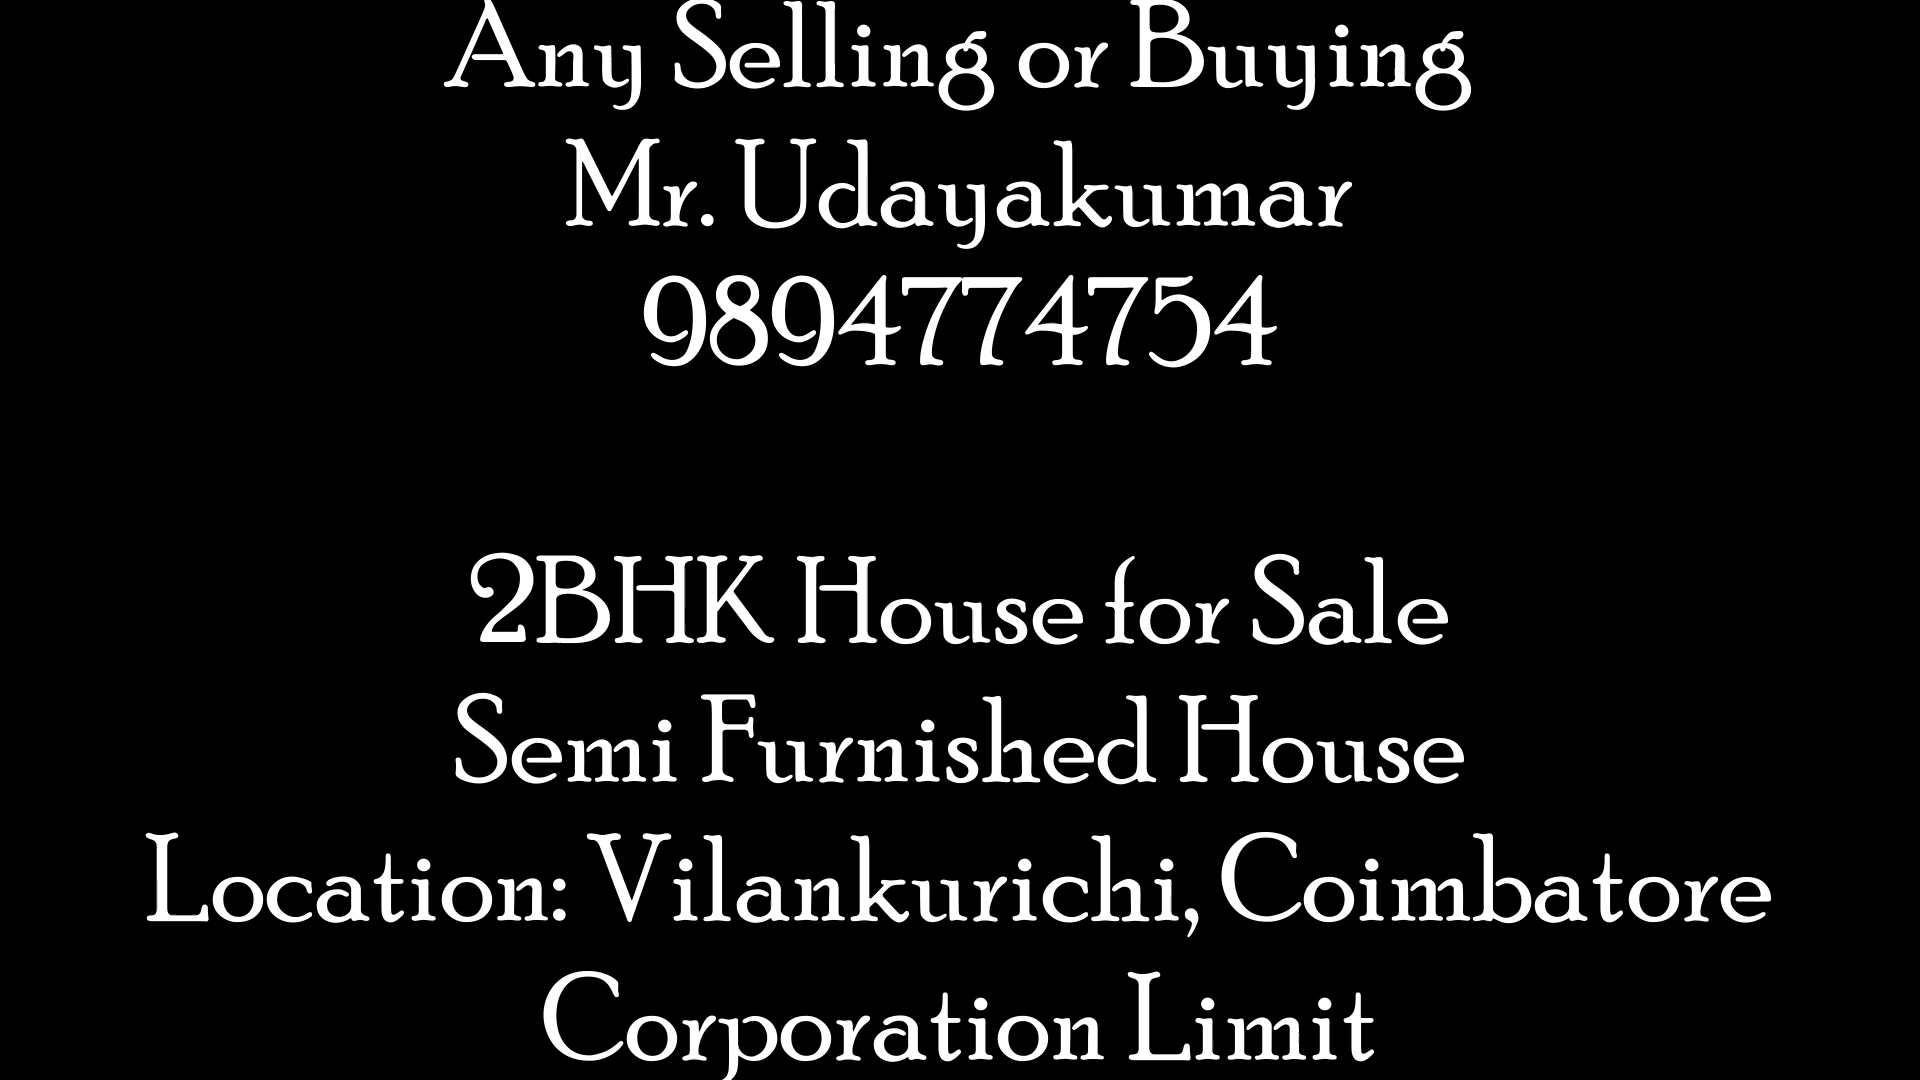 Any Selling or Buying
Mr. Udayakumar
9894774754
2BHK House for Sale
Semi Furnished House
Location: Vilankurichi, Coimbatore
Corporation Limit